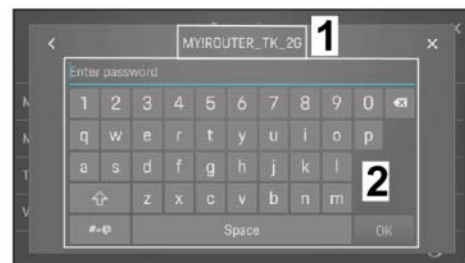 MYIROUTER_TK_2G
1
Enter password
1 2 3 4 5 6 7 8 9 0
q w e r t y u i o p
a s d f g h j k l
2
z x c v b n m
#-@ Space OK